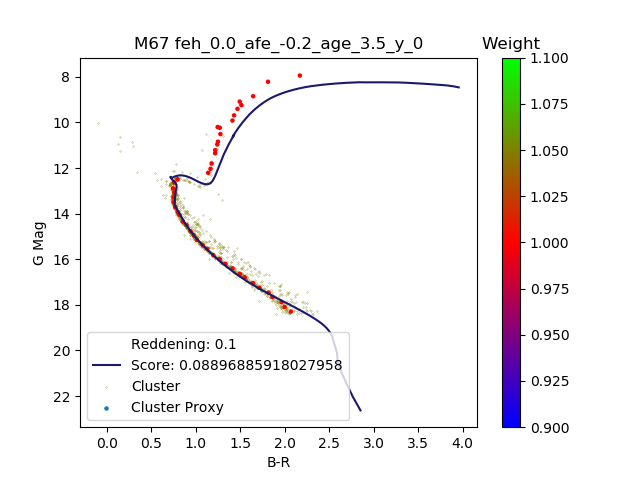 M67 feh_0.0_afe_-0.2_age_3.5_y_0
Weight
8
10
12
14
16
18
20
22
G Mag
0.0 0.5 1.0 1.5 2.0 2.5 3.0 3.5 4.0
B-R
Reddening: 0.1
Score: 0.08896885918027958
Cluster
Cluster Proxy
1.100
1.075
1.050
1.025
1.000
0.975
0.950
0.925
0.900